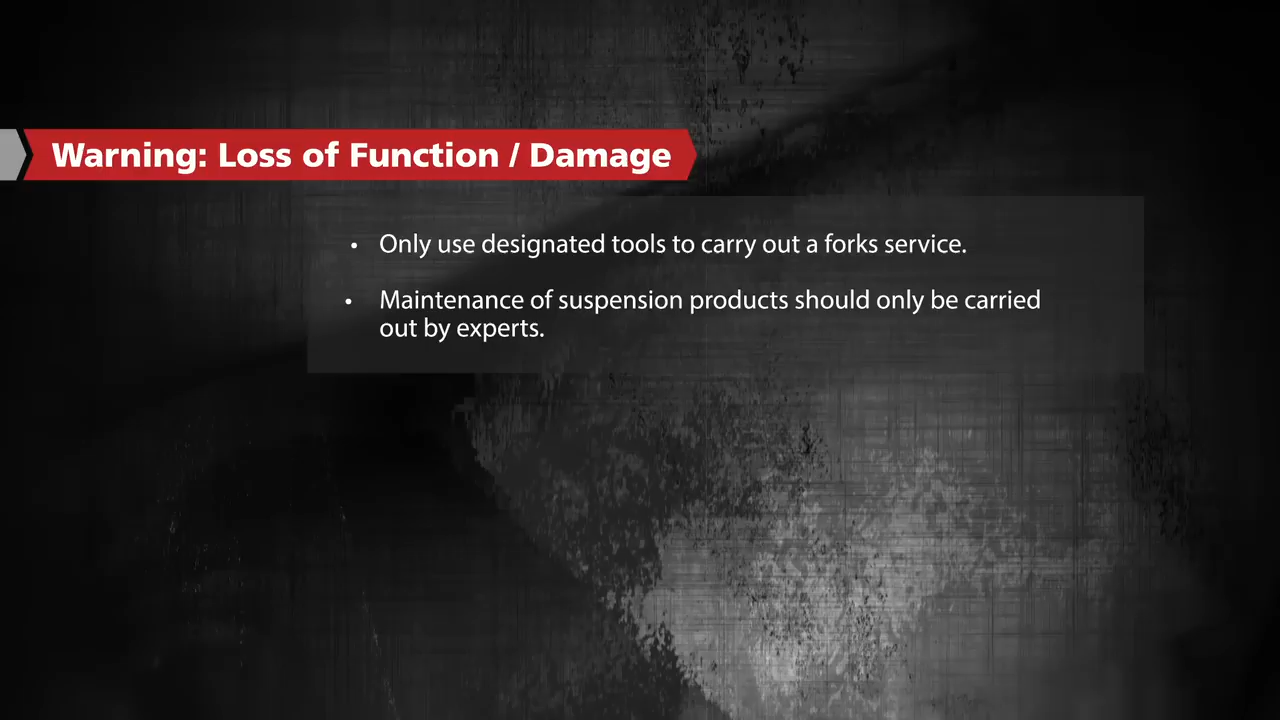 Warning: Loss of Function / Damage
• Only use designated tools to carry out a forks service.
• Maintenance of suspension products should only be carried
out by experts.